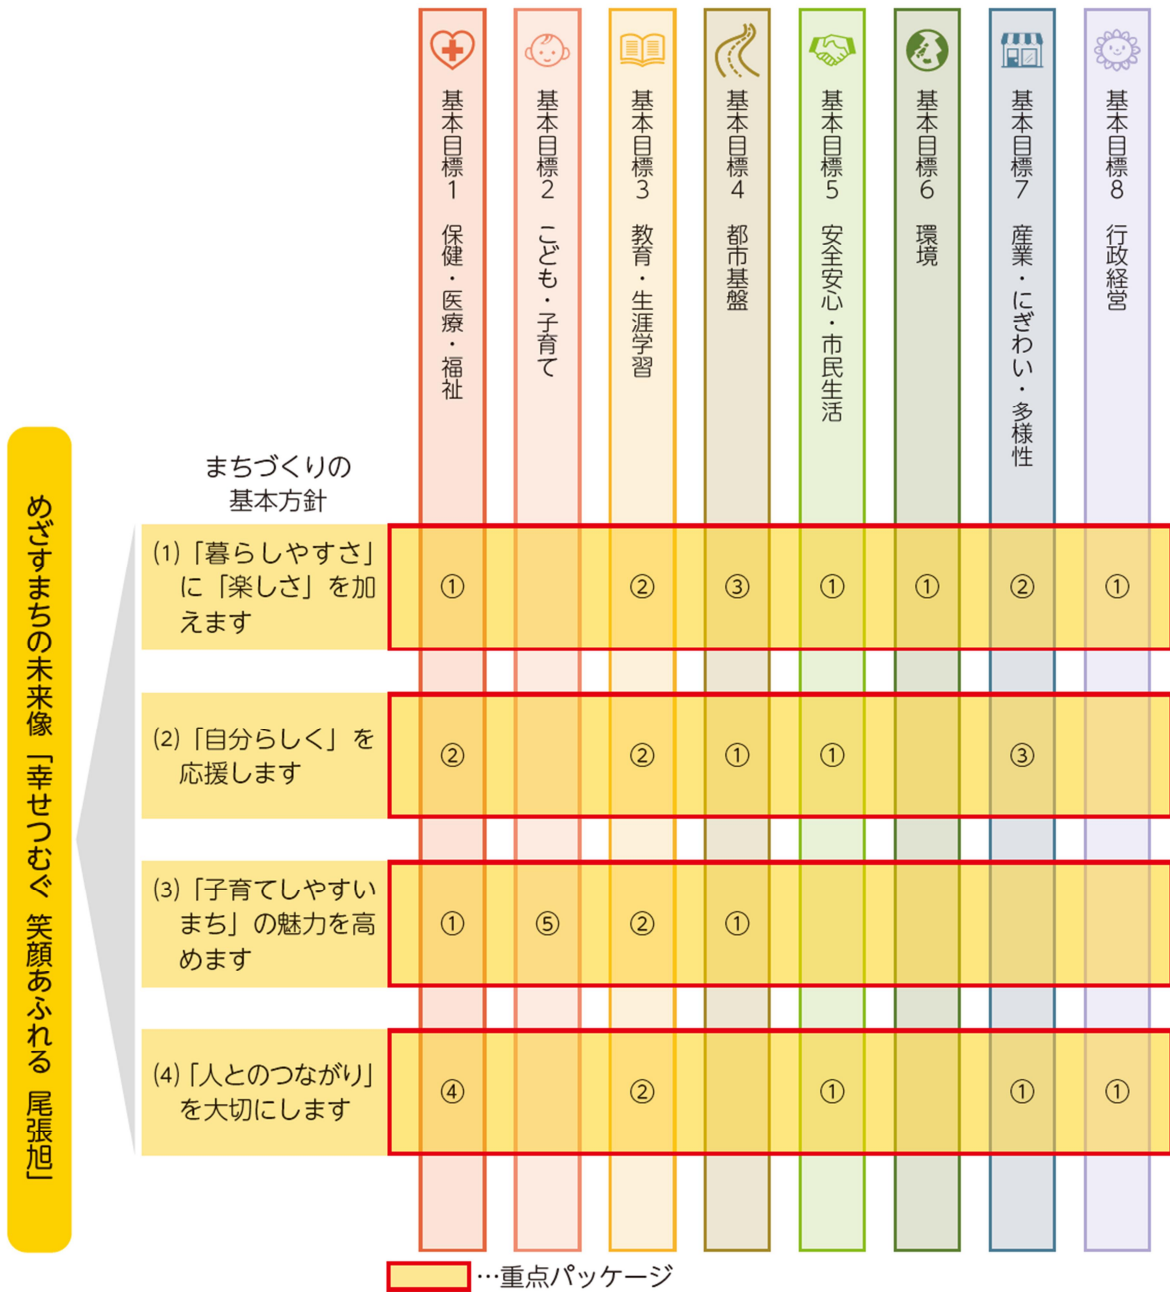 基本目標1 保健・医療・福祉
基本目標2 こども・子育て
基本目標3 教育・生涯学習
基本目標4 都市基盤
基本目標5 安全安心・市民生活
基本目標6 環境
基本目標7 産業・にぎわい・多様性
基本目標8 行政経営
めざすまちの未来像「幸せつむぐ 笑顔あふれる 尾張旭」
まちづくりの
基本方針
(1)「暮らしやすさ」
に「楽しさ」を加
えます
① ② ③ ① ① ② ①
(2)「自分らしく」を
応援します
② ② ① ① ③
(3)「子育てしやすい
まち」の魅力を高
めます
① ⑤ ② ①
(4)「人とのつながり」
を大切にします
④ ② ① ① ①
…重点パッケージ